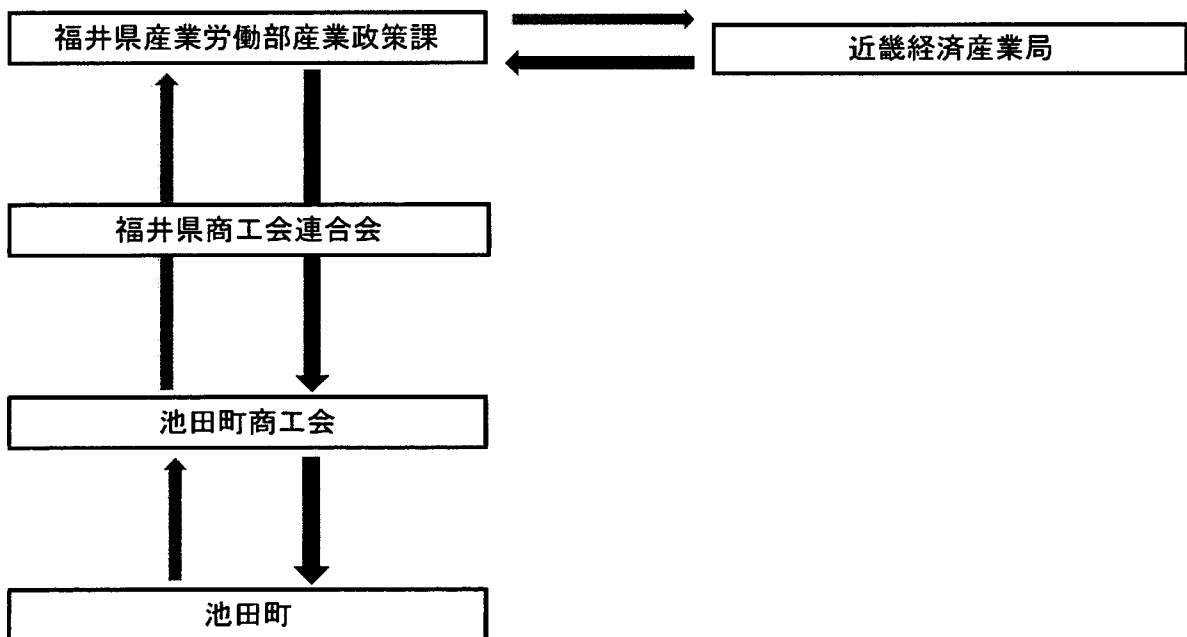 福井県産業労働部産業政策課
近畿経済産業局
福井県商工会連合会
池田町商工会
池田町